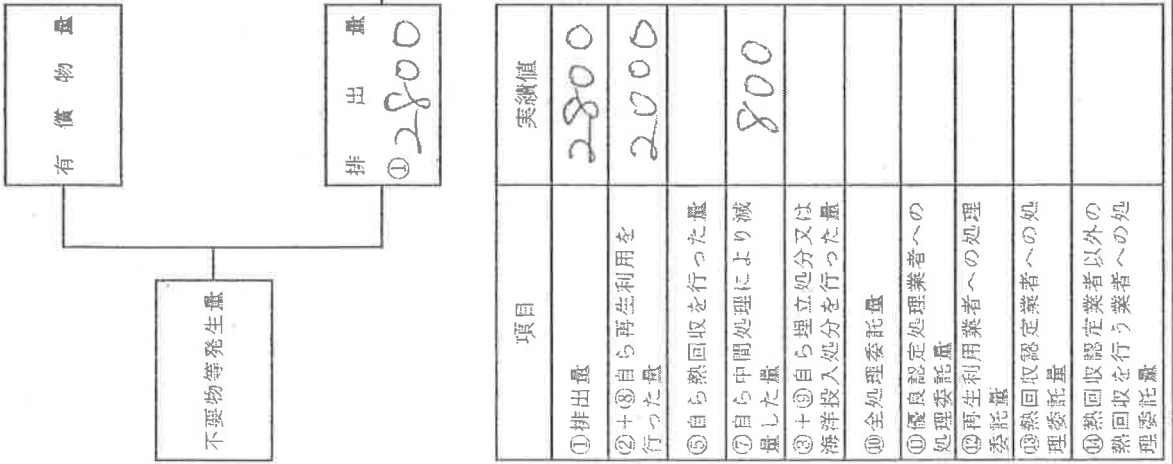 不要物等発生量
有償物量
排出量
①2800
項目
実績値
①排出量
2800
②+⑧自ら再生利用を
行った量
2000
⑤自ら熱回収を行った量
⑦自ら中間処理により減
量した量
800
③+⑨自ら埋立処分又は
海洋投入処分を行った量
⑩全処理委託量
⑪優良認定処理業者への
処理委託量
⑫再生利用業者への処理
委託量
⑬熱回収認定業者への処
理委託量
⑭熱回収認定業者以外の
熱回収を行う業者への処
理委託量